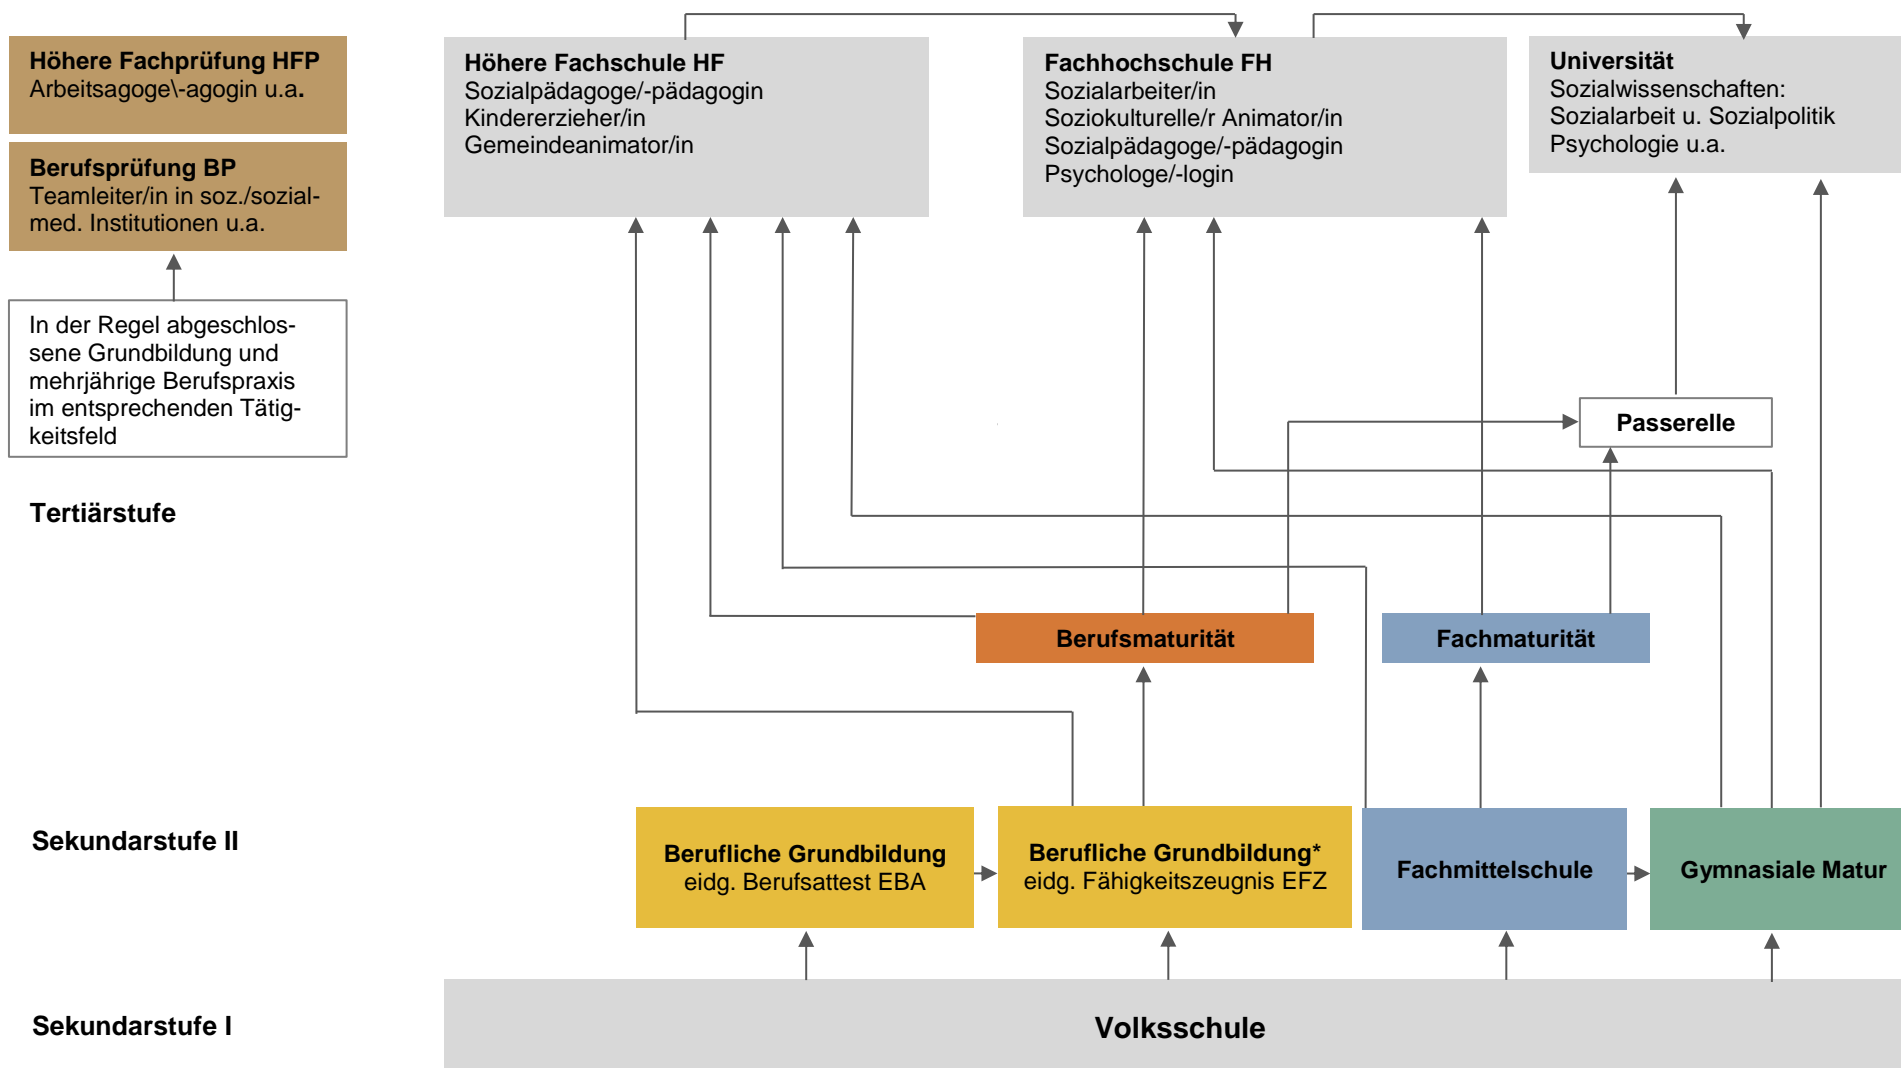 Höhere Fachprüfung HFP
Arbeitsagoge\-agogin u.a.
Berufsprüfung BP
Teamleiter/in in soz./sozial-
med. Institutionen u.a.
In der Regel abgeschlos-
sene Grundbildung und
mehrjährige Berufspraxis
im entsprechenden Tätig-
keitsfeld
Höhere Fachschule HF
Sozialpädagoge/-pädagogin
Kindererzieher/in
Gemeindeanimator/in
Fachhochschule FH
Sozialarbeiter/in
Soziokulturelle/r Animator/in
Sozialpädagoge/-pädagogin
Psychologe/-login
Universität
Sozialwissenschaften:
Sozialarbeit u. Sozialpolitik
Psychologie u.a.
Passerelle
Tertiärstufe
Berufsmaturität
Fachmaturität
Sekundarstufe II
Berufliche Grundbildung
eidg. Berufsattest EBA
Berufliche Grundbildung*
eidg. Fähigkeitszeugnis EFZ
Fachmittelschule
Gymnasiale Matur
Sekundarstufe I
Volksschule